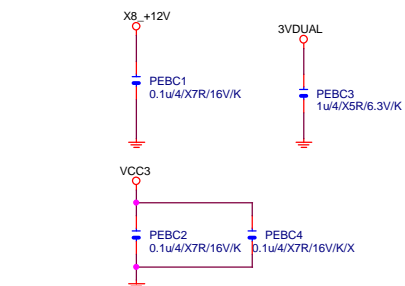 X8_+12V
3VDUAL
PEBC1
0.1u/4/X7R/16V/K
PEBC3
1u/4/X5R/6.3V/K
VCC3
PEBC2
0.1u/4/X7R/16V/K
PEBC4
0.1u/4/X7R/16V/K/X